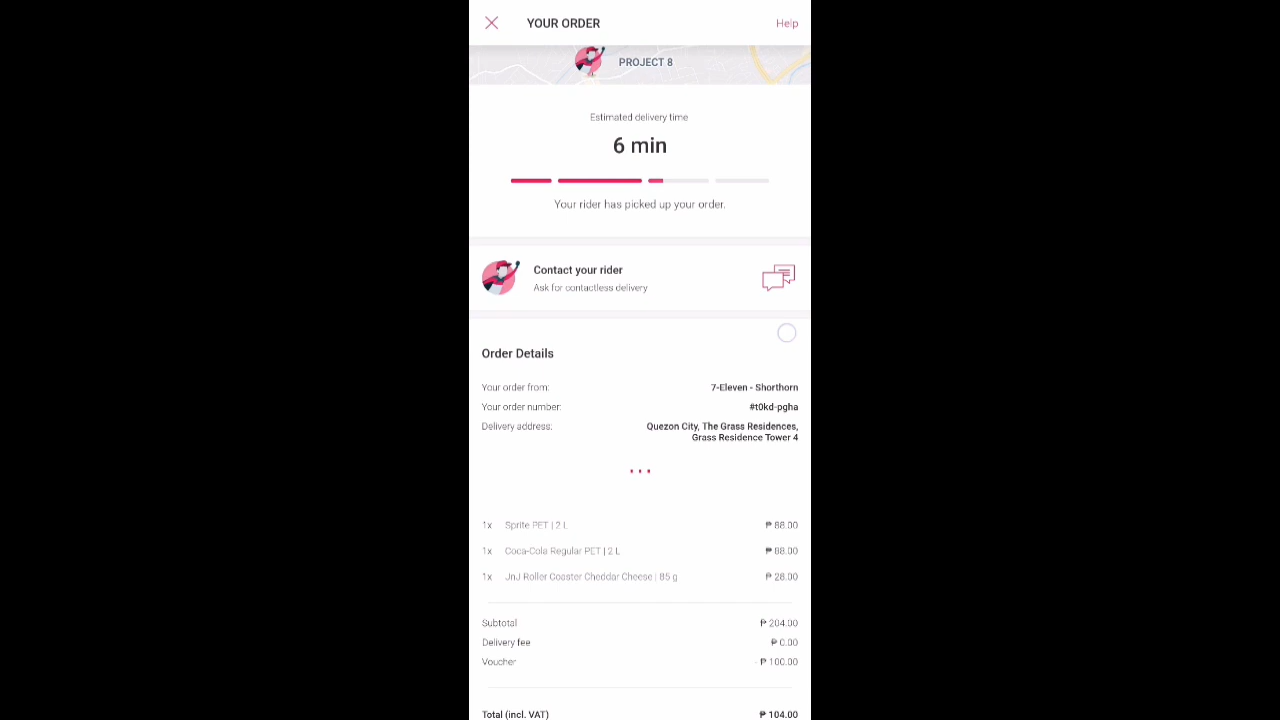 YOUR ORDER
Help
PROJECT 8
Estimated delivery time
6 min
Your rider has picked up your order.
Contact your rider
Ask for contactless delivery
Order Details
Your order from: 7-Eleven - Shorthorn
Your order number: #t0kd-pgha
Delivery address: Quezon City, The Grass Residences,
Grass Residence Tower 4
1x Sprite PET | 2 L ₱ 88.00
1x Coca-Cola Regular PET | 2 L ₱ 88.00
1x JnJ Roller Coaster Cheddar Cheese | 85 g ₱ 28.00
Subtotal ₱ 204.00
Delivery fee ₱ 0.00
Voucher - ₱ 100.00
Total (incl. VAT) ₱ 104.00